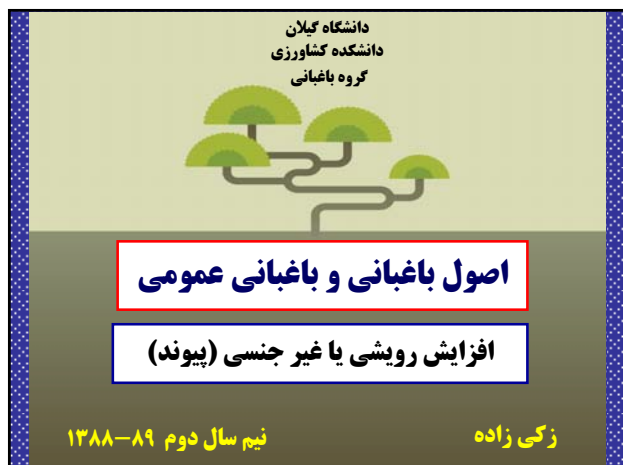 دانشگاه گیلان
دانشکده کشاورزی
گروه باغبانی
اصول باغبانی و باغبانی عمومی
افزایش رویشی یا غیر جنسی (پیوند)
زکی زاده
نیم سال دوم ۸۹-۱۳۸۸